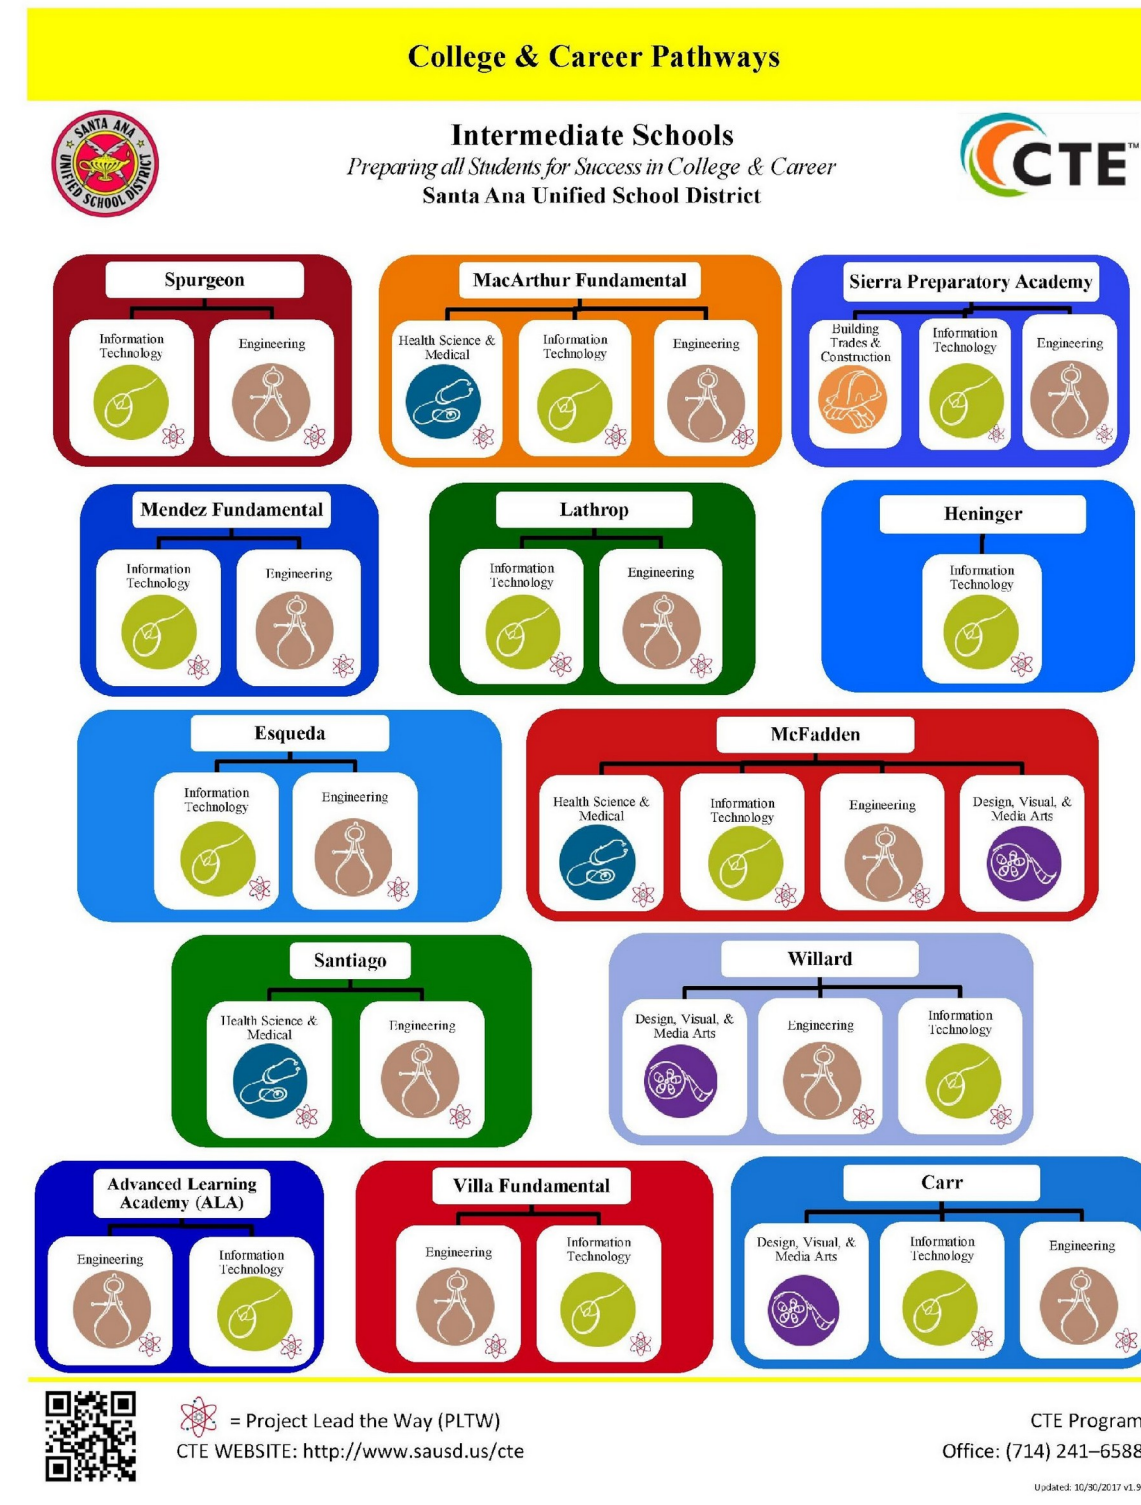 College & Career Pathways
SANTA ANA
UNIFIED SCHOOL DISTRICT
Intermediate Schools
Preparing all Students for Success in College & Career
Santa Ana Unified School District
CTE™
Spurgeon
Information
Technology
Engineering
MacArthur Fundamental
Health Science &
Medical
Information
Technology
Engineering
Sierra Preparatory Academy
Building
Trades &
Construction
Information
Technology
Engineering
Mendez Fundamental
Information
Technology
Engineering
Lathrop
Information
Technology
Engineering
Heninger
Information
Technology
Esqueda
Information
Technology
Engineering
McFadden
Health Science &
Medical
Information
Technology
Engineering
Design, Visual, &
Media Arts
Santiago
Health Science &
Medical
Engineering
Willard
Design, Visual, &
Media Arts
Engineering
Information
Technology
Advanced Learning
Academy (ALA)
Engineering
Information
Technology
Villa Fundamental
Engineering
Information
Technology
Carr
Design, Visual, &
Media Arts
Information
Technology
Engineering
= Project Lead the Way (PLTW)
CTE WEBSITE: http://www.sausd.us/cte
CTE Program
Office: (714) 241–6588
Updated: 10/30/2017 v1.9